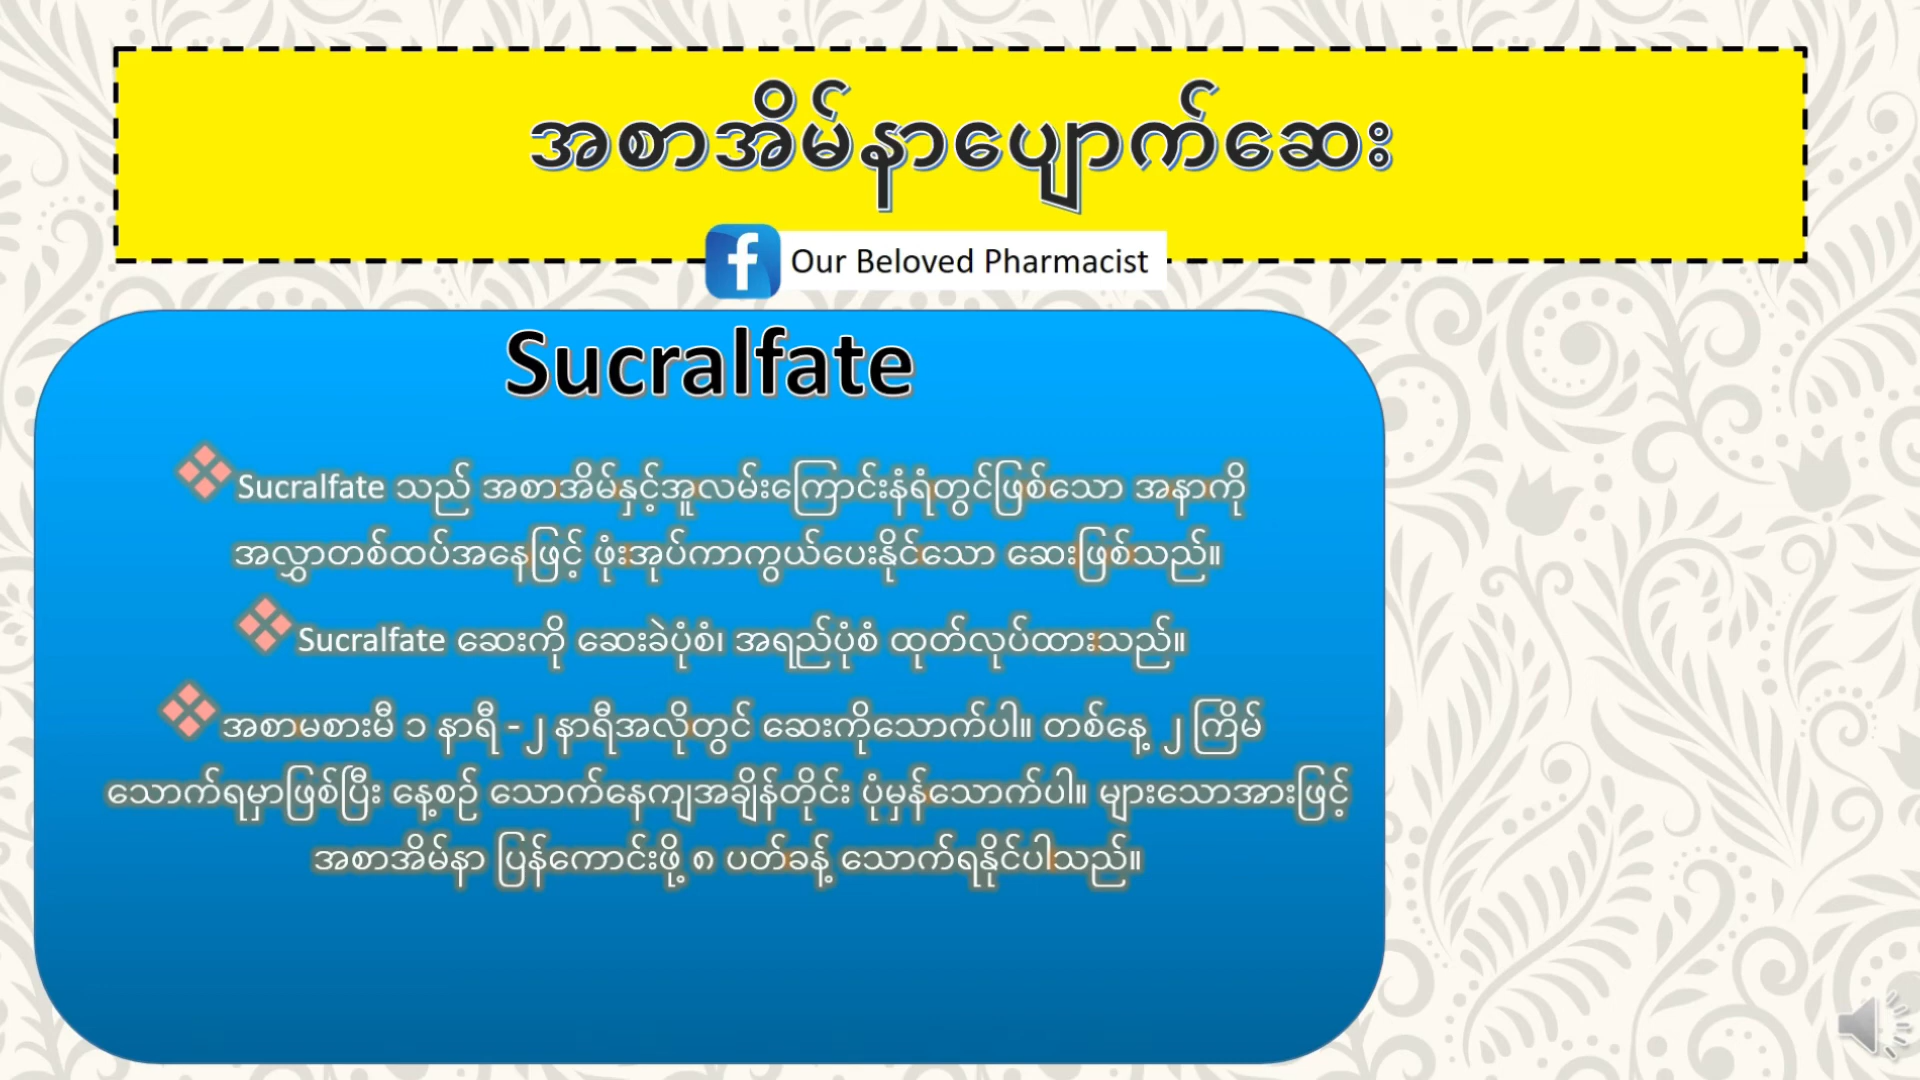 အစာအိမ်နာပျောက်ဆေး
Our Beloved Pharmacist
Sucralfate
Sucralfate သည် အစာအိမ်နှင့်အူလမ်းကြောင်းနံရံတွင်ဖြစ်သော အနာကို
အလွှာတစ်ထပ်အနေဖြင့် ဖုံးအုပ်ကာကွယ်ပေးနိုင်သော ဆေးဖြစ်သည်။
Sucralfate ဆေးကို ဆေးခဲပုံစံ၊ အရည်ပုံစံ ထုတ်လုပ်ထားသည်။
အစာမစားမီ ၁ နာရီ -၂ နာရီအလိုတွင် ဆေးကိုသောက်ပါ။ တစ်နေ့ ၂ ကြိမ်
သောက်ရမှာဖြစ်ပြီး နေ့စဉ် သောက်နေကျအချိန်တိုင်း ပုံမှန်သောက်ပါ။ များသောအားဖြင့်
အစာအိမ်နာ ပြန်ကောင်းဖို့ ၈ ပတ်ခန့် သောက်ရနိုင်ပါသည်။